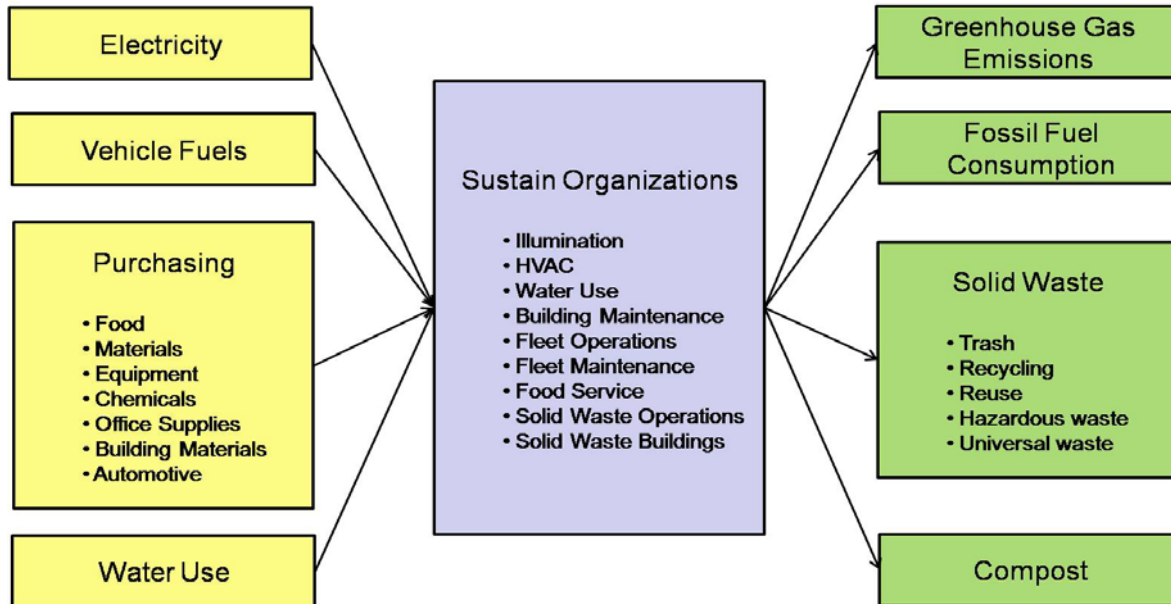 Electricity
Vehicle Fuels
Purchasing
• Food
• Materials
• Equipment
• Chemicals
• Office Supplies
• Building Materials
• Automotive
Water Use
Sustain Organizations
• Illumination
• HVAC
• Water Use
• Building Maintenance
• Fleet Operations
• Fleet Maintenance
• Food Service
• Solid Waste Operations
• Solid Waste Buildings
Greenhouse Gas
Emissions
Fossil Fuel
Consumption
Solid Waste
• Trash
• Recycling
• Reuse
• Hazardous waste
• Universal waste
Compost